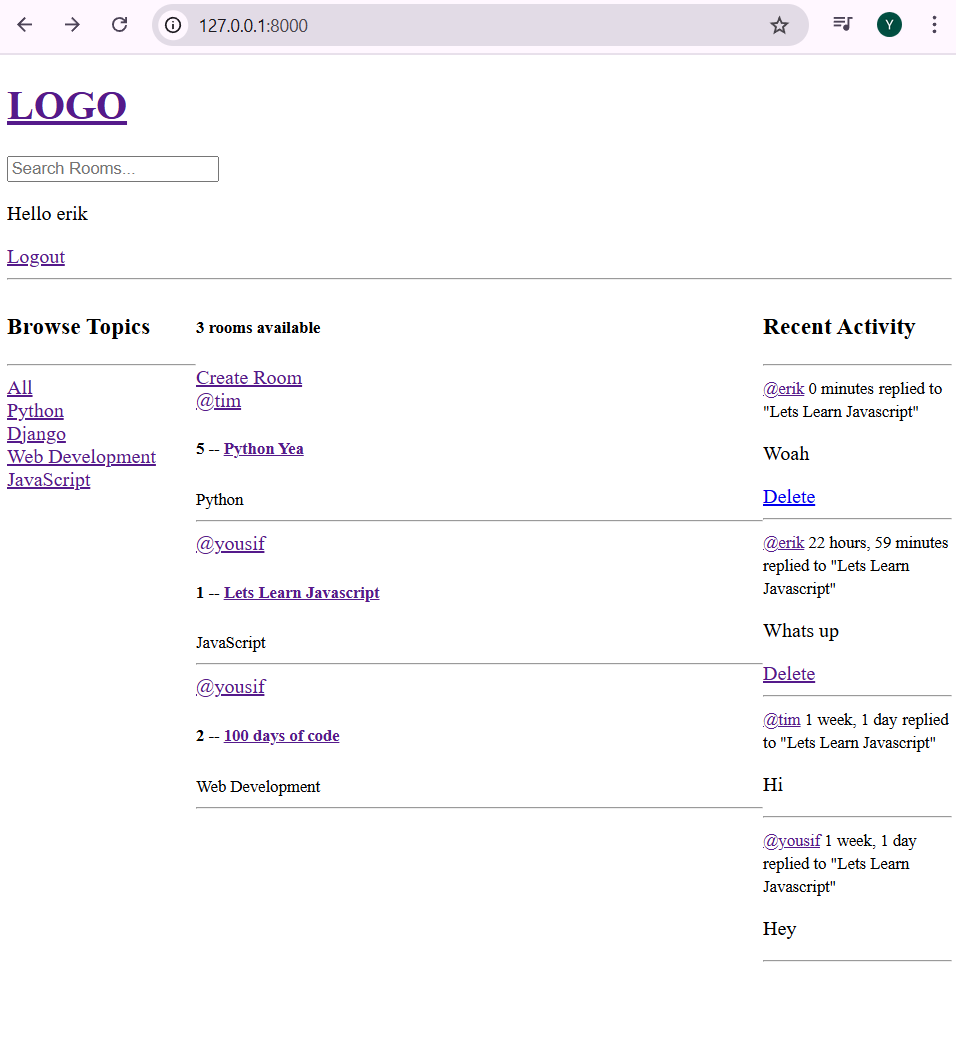 127.0.0.1:8000
Y
LOGO
Search Rooms...
Hello erik
Logout
Browse Topics
All
Python
Django
Web Development
JavaScript
3 rooms available
Create Room
@tim
5 -- Python Yea
Python
@yousif
1 -- Lets Learn Javascript
JavaScript
@yousif
2 -- 100 days of code
Web Development
Recent Activity
@erik 0 minutes replied to
"Lets Learn Javascript"
Woah
Delete
@erik 22 hours, 59 minutes
replied to "Lets Learn
Javascript"
Whats up
Delete
@tim 1 week, 1 day replied
to "Lets Learn Javascript"
Hi
@yousif 1 week, 1 day
replied to "Lets Learn
Javascript"
Hey